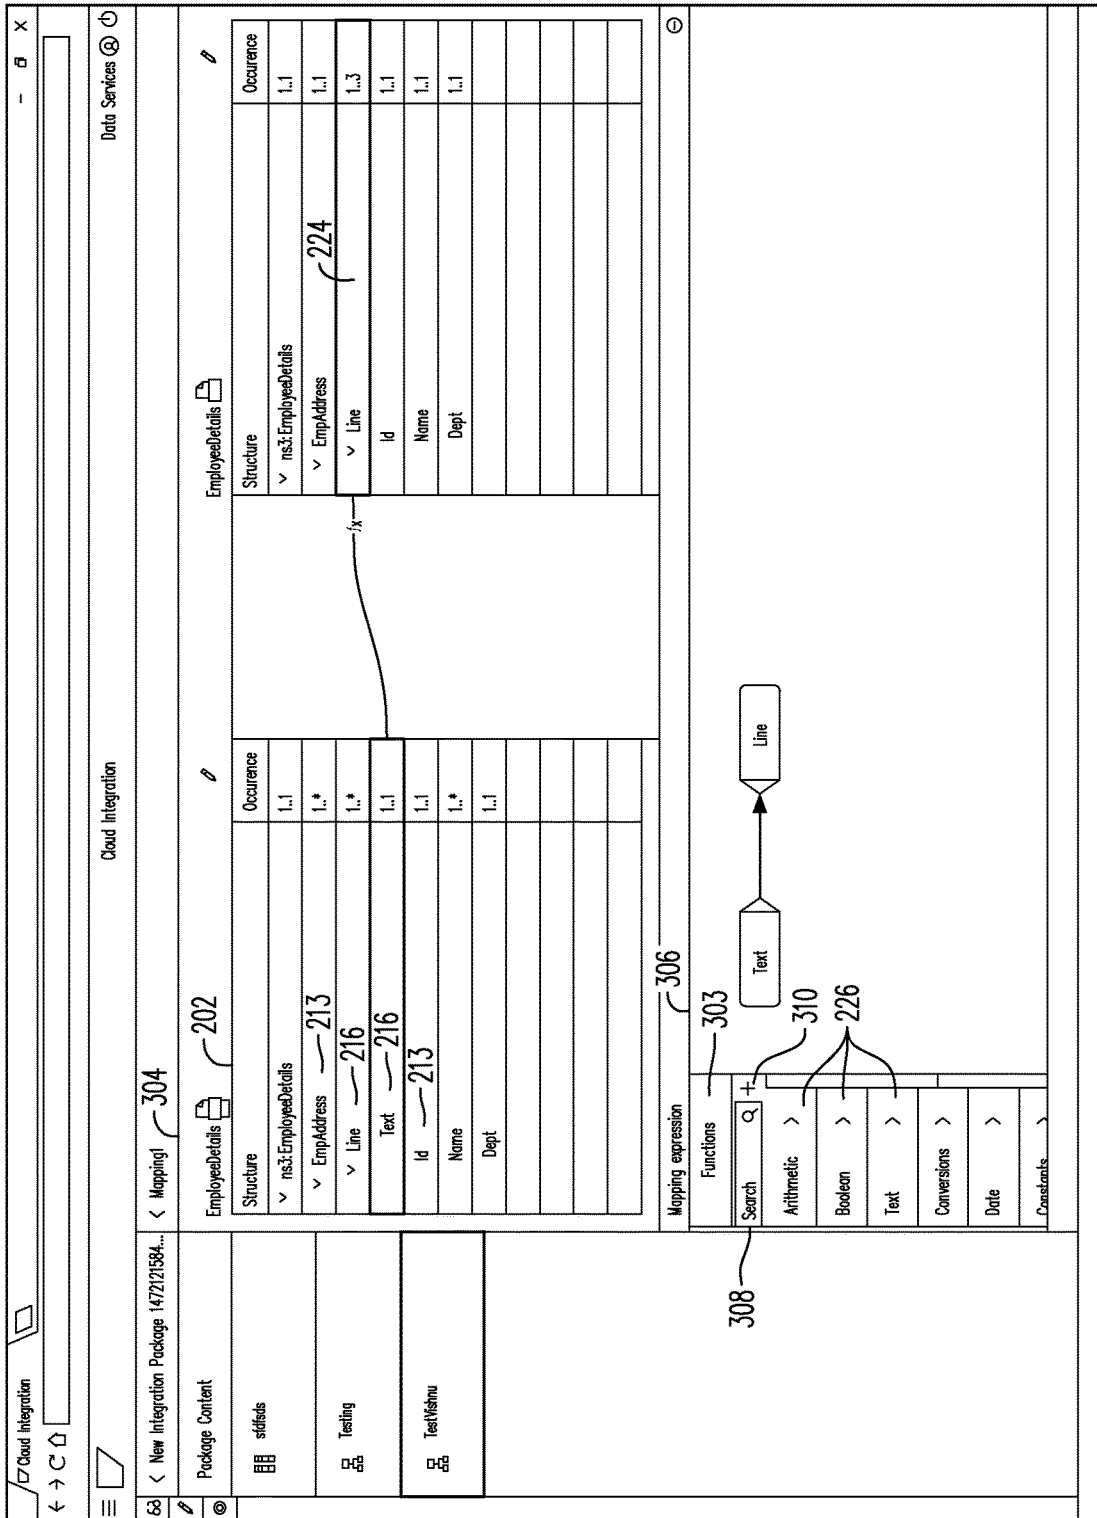 Cloud Integration
Cloud Integration
Data Services
< New Integration Package 1472121584...
< Mapping1
304
Package Content
sfdfsds
Testing
TestVishnu
EmployeeDetails
202
Structure
Occurence
ns3:EmployeeDetails
1..1
EmpAddress
213
1..*
Line
216
1..*
Text
216
1..1
Id
213
1..1
Name
1..*
Dept
1..1
fx
EmployeeDetails
Structure
Occurence
ns3:EmployeeDetails
1..1
EmpAddress
1..1
224
Line
1..3
Id
1..1
Name
1..1
Dept
1..1
Mapping expression
306
Functions
303
308
Search
310
Arithmetic
Boolean
226
Text
Conversions
Date
Constants
Text
Line